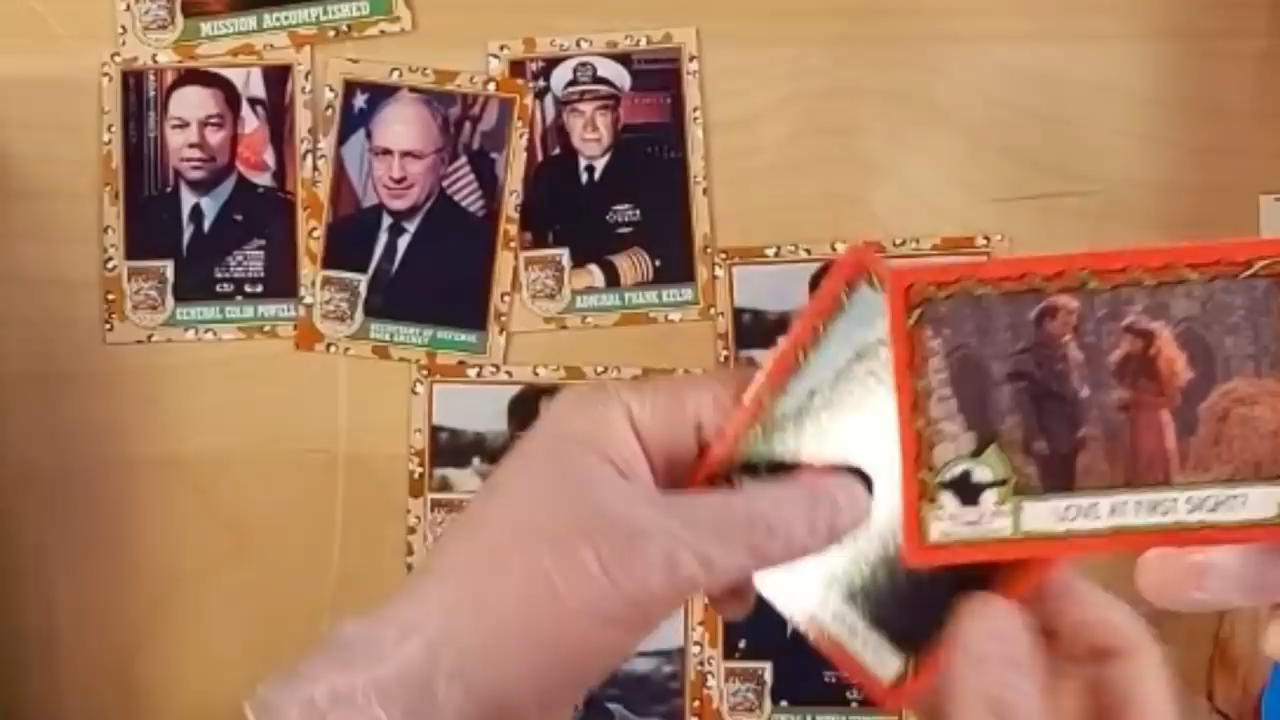 MISSION ACCOMPLISHED
GENERAL COLIN POWELL
SECRETARY OF DEFENSE
DICK CHENEY
ADMIRAL FRANK KELSO
LOVE AT FIRST SIGHT?